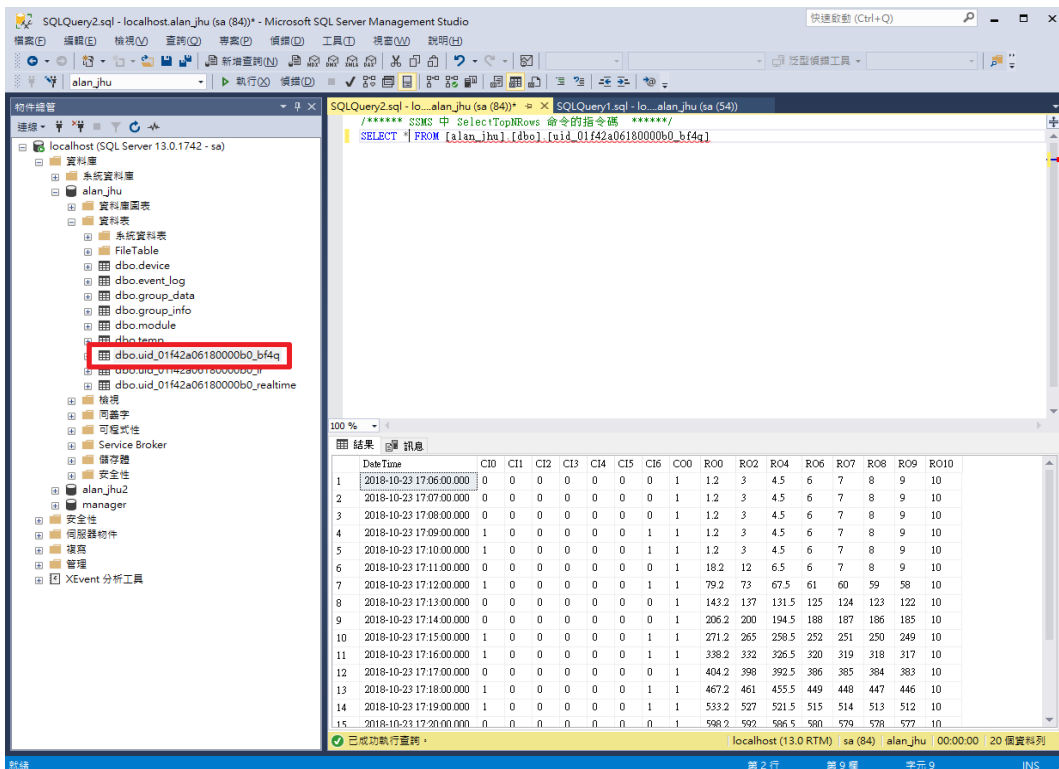 SQLQuery2.sql - localhost.alan_jhu (sa (84))* - Microsoft SQL Server Management Studio
快速啟動 (Ctrl+Q)
檔案(F) 編輯(E) 檢視(V) 查詢(Q) 專案(P) 偵錯(D) 工具(T) 視窗(W) 說明(H)
新增查詢(N) 泛型偵錯工具
alan_jhu 執行(X) 偵錯(D)
物件總管
連線
localhost (SQL Server 13.0.1742 - sa)
資料庫
系統資料庫
alan_jhu
資料庫圖表
資料表
系統資料表
FileTable
dbo.device
dbo.event_log
dbo.group_data
dbo.group_info
dbo.module
dbo.temp
dbo.uid_01f42a06180000b0_bf4q
dbo.uid_01f42a06180000b0_ir
dbo.uid_01f42a06180000b0_realtime
檢視
同義字
可程式性
Service Broker
儲存體
安全性
alan_jhu2
manager
安全性
伺服器物件
複寫
管理
XEvent 分析工具
SQLQuery2.sql - lo....alan_jhu (sa (84))* SQLQuery1.sql - lo....alan_jhu (sa (54))
/****** SSMS 中 SelectTopNRows 命令的指令碼 ******/
SELECT * FROM [alan_jhu].[dbo].[uid_01f42a06180000b0_bf4q]
100 %
結果 訊息
DateTime CI0 CI1 CI2 CI3 CI4 CI5 CI6 CO0 RO0 RO2 RO4 RO6 RO7 RO8 RO9 RO10
1 2018-10-23 17:06:00.000 0 0 0 0 0 0 0 1 1.2 3 4.5 6 7 8 9 10
2 2018-10-23 17:07:00.000 0 0 0 0 0 0 0 1 1.2 3 4.5 6 7 8 9 10
3 2018-10-23 17:08:00.000 0 0 0 0 0 0 0 1 1.2 3 4.5 6 7 8 9 10
4 2018-10-23 17:09:00.000 1 0 0 0 0 0 1 1 1.2 3 4.5 6 7 8 9 10
5 2018-10-23 17:10:00.000 1 0 0 0 0 0 1 1 1.2 3 4.5 6 7 8 9 10
6 2018-10-23 17:11:00.000 0 0 0 0 0 0 0 1 18.2 12 6.5 6 7 8 9 10
7 2018-10-23 17:12:00.000 1 0 0 0 0 0 1 1 79.2 73 67.5 61 60 59 58 10
8 2018-10-23 17:13:00.000 0 0 0 0 0 0 0 1 143.2 137 131.5 125 124 123 122 10
9 2018-10-23 17:14:00.000 0 0 0 0 0 0 0 1 206.2 200 194.5 188 187 186 185 10
10 2018-10-23 17:15:00.000 1 0 0 0 0 0 1 1 271.2 265 258.5 252 251 250 249 10
11 2018-10-23 17:16:00.000 1 0 0 0 0 0 1 1 338.2 332 326.5 320 319 318 317 10
12 2018-10-23 17:17:00.000 0 0 0 0 0 0 0 1 404.2 398 392.5 386 385 384 383 10
13 2018-10-23 17:18:00.000 1 0 0 0 0 0 1 1 467.2 461 455.5 449 448 447 446 10
14 2018-10-23 17:19:00.000 1 0 0 0 0 0 1 1 533.2 527 521.5 515 514 513 512 10
15 2018-10-23 17:20:00.000 0 0 0 0 0 0 0 1 598.2 592 586.5 580 579 578 577 10
已成功執行查詢。 localhost (13.0 RTM) sa (84) alan_jhu 00:00:00 20 個資料列
就緒 第 2 行 第 9 欄 字元 9 INS